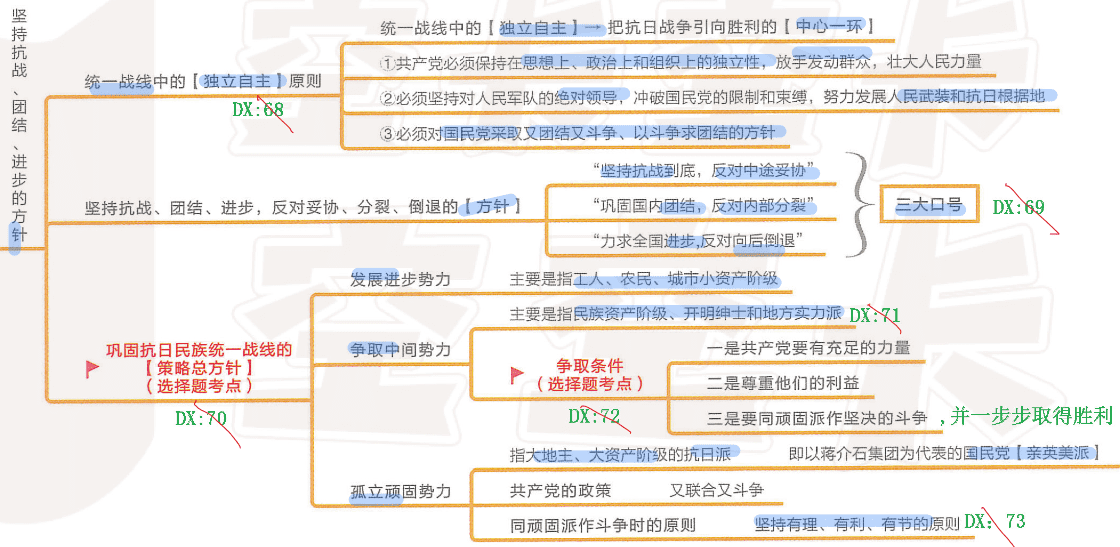 坚持抗战、团结、进步的方针
统一战线中的【独立自主】原则
DX:68
统一战线中的【独立自主】→ 把抗日战争引向胜利的【中心一环】
①共产党必须保持在思想上、政治上和组织上的独立性，放手发动群众，壮大人民力量
②必须坚持对人民军队的绝对领导，冲破国民党的限制和束缚，努力发展人民武装和抗日根据地
③必须对国民党采取又团结又斗争、以斗争求团结的方针
坚持抗战、团结、进步，反对妥协、分裂、倒退的【方针】
“坚持抗战到底，反对中途妥协”
“巩固国内团结，反对内部分裂”
“力求全国进步,反对向后倒退”
三大口号
DX:69
巩固抗日民族统一战线的
【策略总方针】
（选择题考点）
DX:70
发展进步势力
主要是指工人、农民、城市小资产阶级
争取中间势力
主要是指民族资产阶级、开明绅士和地方实力派
DX:71
争取条件
（选择题考点）
DX:72
一是共产党要有充足的力量
二是尊重他们的利益
三是要同顽固派作坚决的斗争 ,并一步步取得胜利
孤立顽固势力
指大地主、大资产阶级的抗日派 即以蒋介石集团为代表的国民党【亲英美派】
共产党的政策 又联合又斗争
同顽固派作斗争时的原则 坚持有理、有利、有节的原则
DX: 73